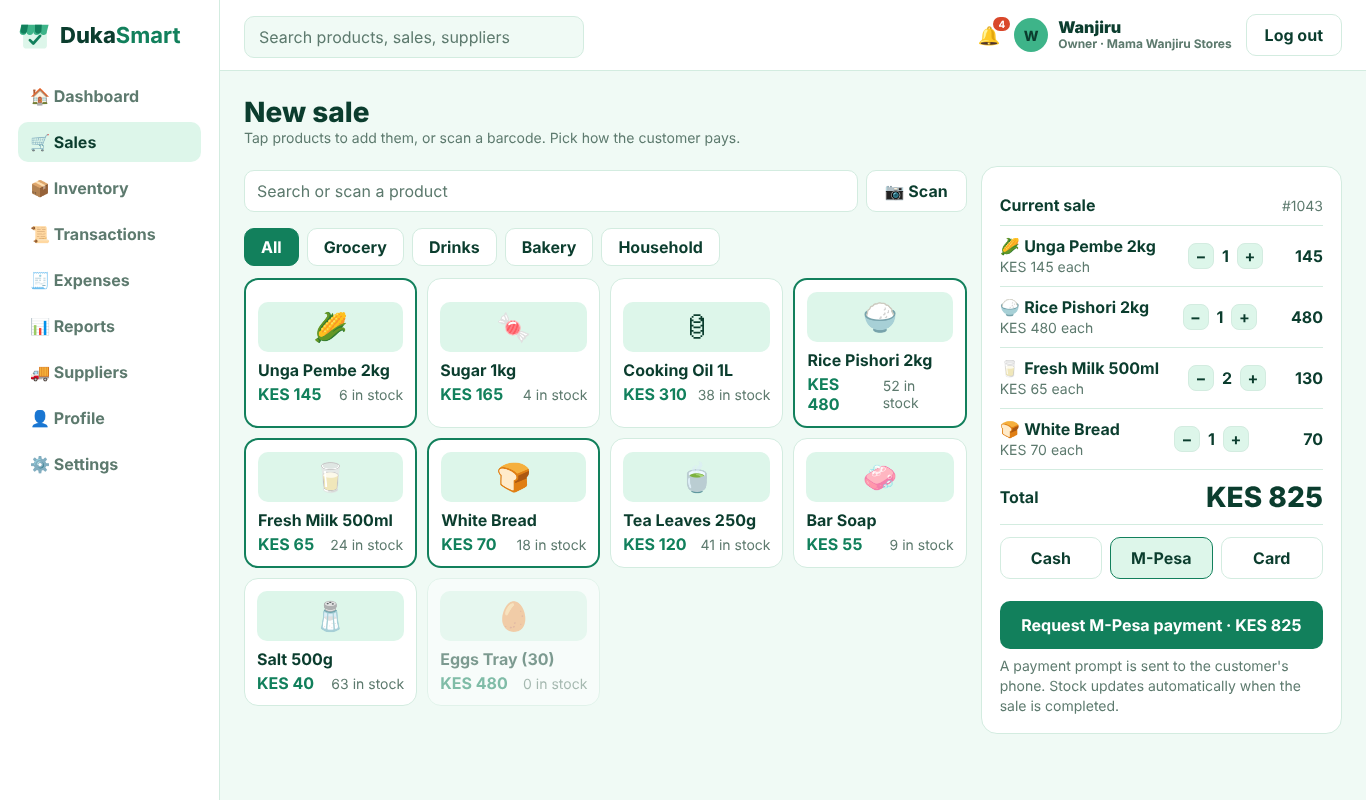 DukaSmart
Search products, sales, suppliers
4
W
Wanjiru
Owner · Mama Wanjiru Stores
Log out
Dashboard
Sales
Inventory
Transactions
Expenses
Reports
Suppliers
Profile
Settings
New sale
Tap products to add them, or scan a barcode. Pick how the customer pays.
Search or scan a product
Scan
All
Grocery
Drinks
Bakery
Household
Unga Pembe 2kg
KES 145 6 in stock
Sugar 1kg
KES 165 4 in stock
Cooking Oil 1L
KES 310 38 in stock
Rice Pishori 2kg
KES 480
52 in stock
Fresh Milk 500ml
KES 65 24 in stock
White Bread
KES 70 18 in stock
Tea Leaves 250g
KES 120 41 in stock
Bar Soap
KES 55 9 in stock
Salt 500g
KES 40 63 in stock
Eggs Tray (30)
KES 480 0 in stock
Current sale #1043
Unga Pembe 2kg
KES 145 each
− 1 + 145
Rice Pishori 2kg
KES 480 each
− 1 + 480
Fresh Milk 500ml
KES 65 each
− 2 + 130
White Bread
KES 70 each
− 1 + 70
Total KES 825
Cash
M-Pesa
Card
Request M-Pesa payment · KES 825
A payment prompt is sent to the customer's
phone. Stock updates automatically when the
sale is completed.